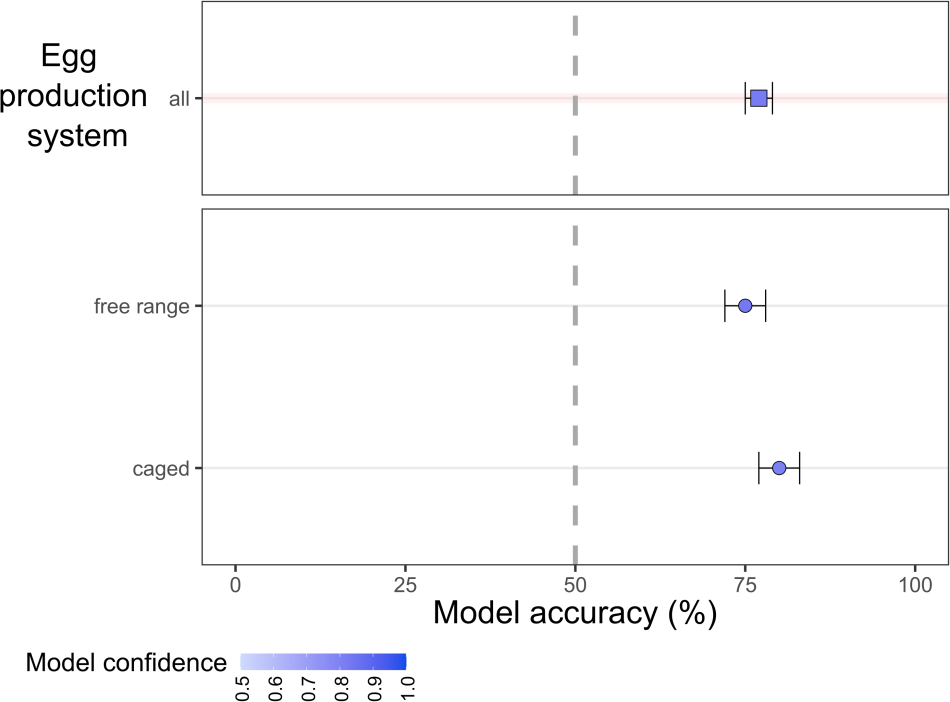 Egg
production
system
all
free range
caged
0 25 50 75 100
Model accuracy (%)
Model confidence
0.5 0.6 0.7 0.8 0.9 1.0